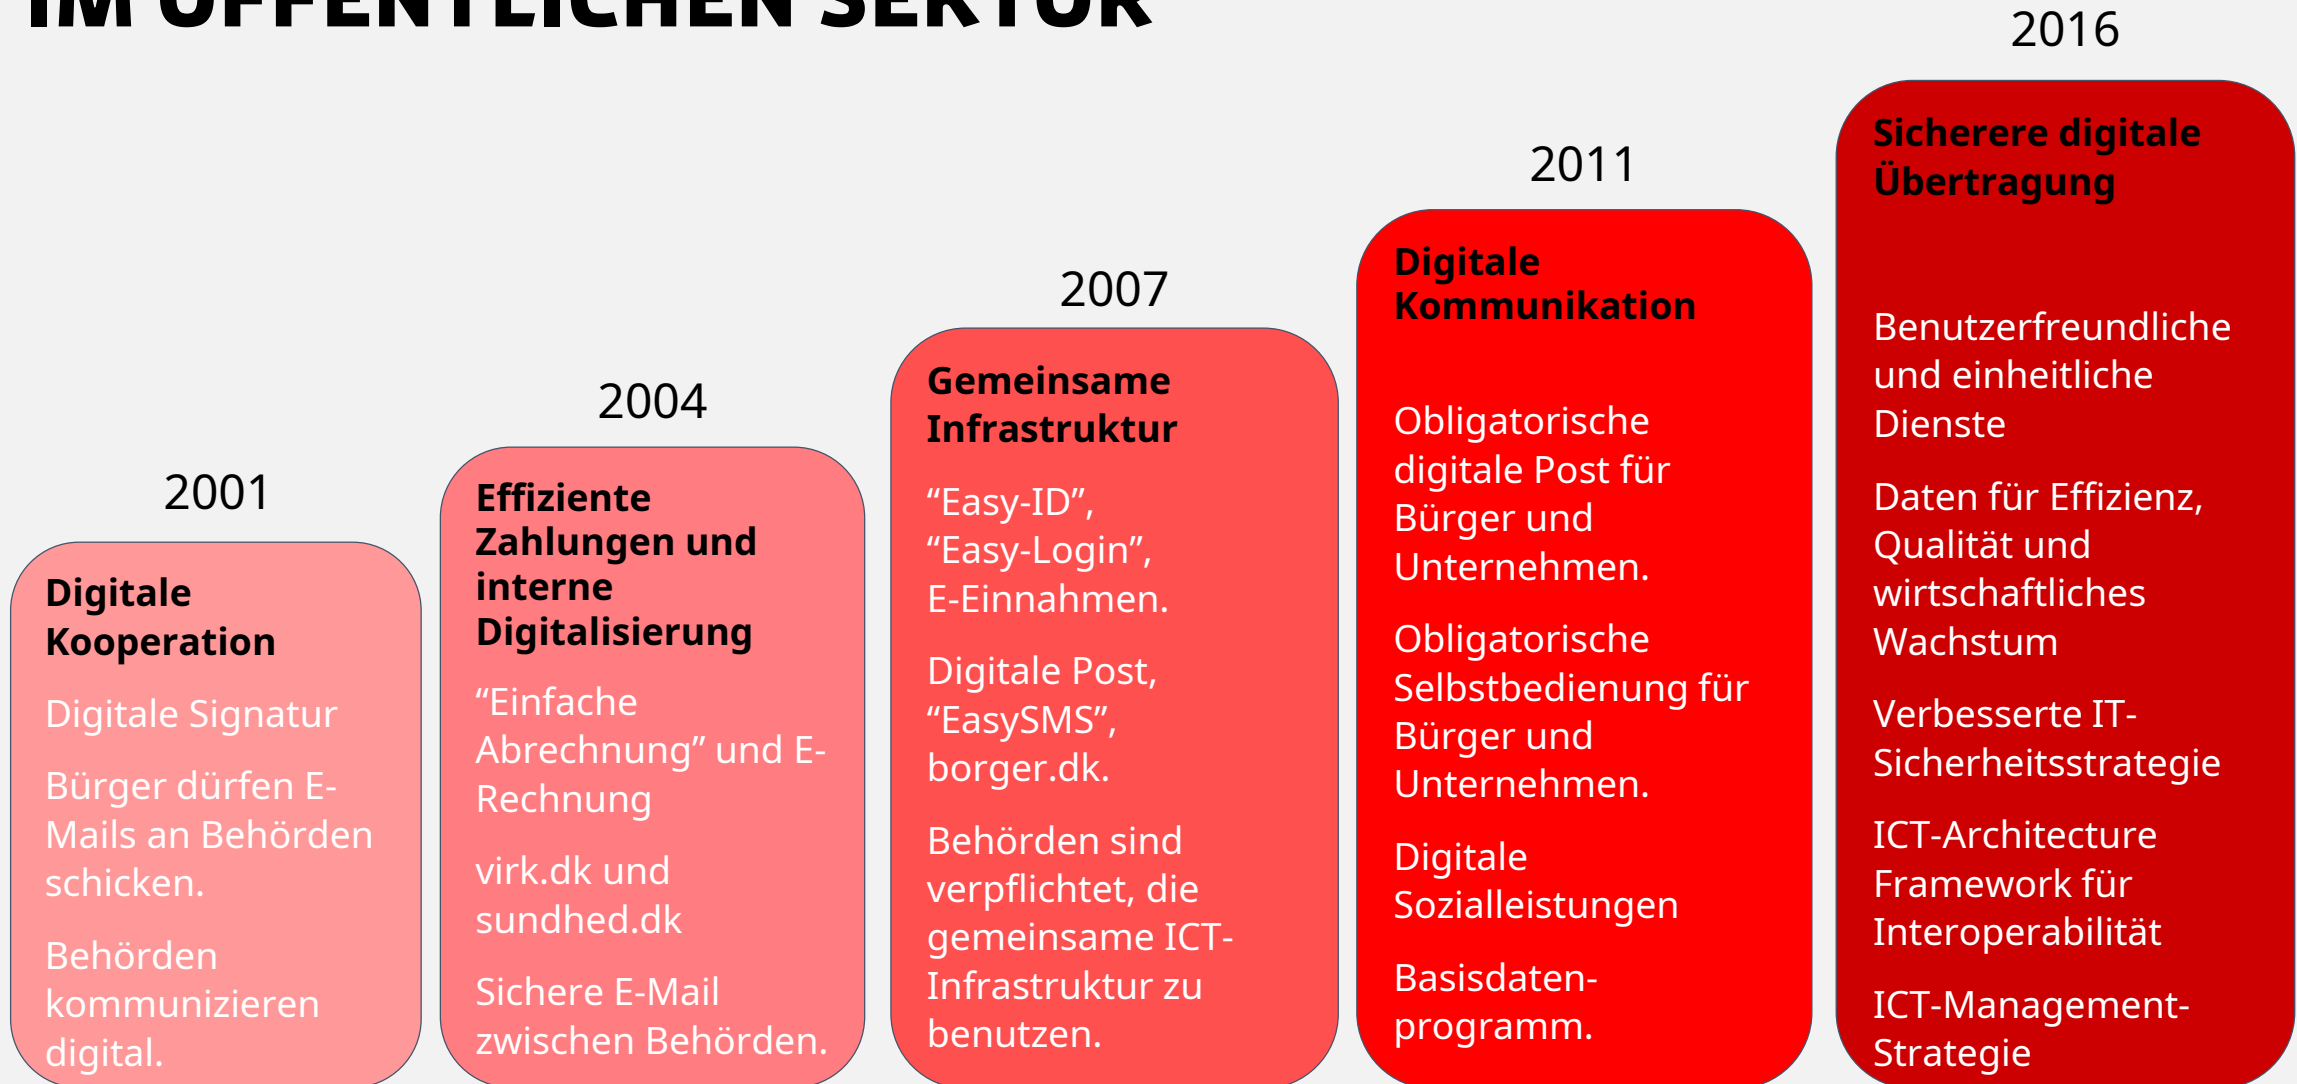 IM ÖFFENTLICHEN SEKTOR
2001
Digitale
Kooperation
Digitale Signatur
Bürger dürfen E-
Mails an Behörden
schicken.
Behörden
kommunizieren
digital.
2004
Effiziente
Zahlungen und
interne
Digitalisierung
“Einfache
Abrechnung” und E-
Rechnung
virk.dk und
sundhed.dk
Sichere E-Mail
zwischen Behörden.
2007
Gemeinsame
Infrastruktur
“Easy-ID”,
“Easy-Login”,
E-Einnahmen.
Digitale Post,
“EasySMS”,
borger.dk.
Behörden sind
verpflichtet, die
gemeinsame ICT-
Infrastruktur zu
benutzen.
2011
Digitale
Kommunikation
Obligatorische
digitale Post für
Bürger und
Unternehmen.
Obligatorische
Selbstbedienung für
Bürger und
Unternehmen.
Digitale
Sozialleistungen
Basisdaten-
programm.
2016
Sicherere digitale
Übertragung
Benutzerfreundliche
und einheitliche
Dienste
Daten für Effizienz,
Qualität und
wirtschaftliches
Wachstum
Verbesserte IT-
Sicherheitsstrategie
ICT-Architecture
Framework für
Interoperabilität
ICT-Management-
Strategie